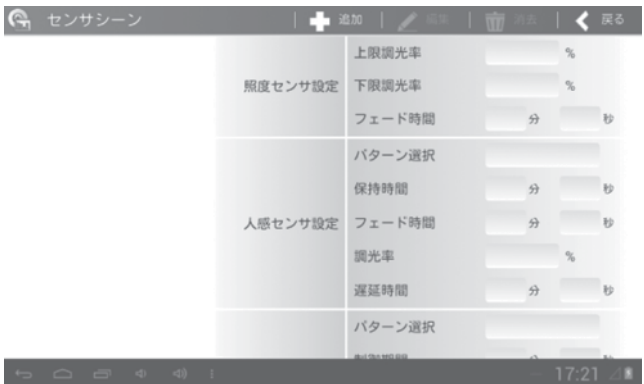 センサシーン
追加
編集
消去
戻る
照度センサ設定
上限調光率 %
下限調光率 %
フェード時間 分 秒
人感センサ設定
パターン選択
保持時間 分 秒
フェード時間 分 秒
調光率 %
遅延時間 分 秒
パターン選択
17:21